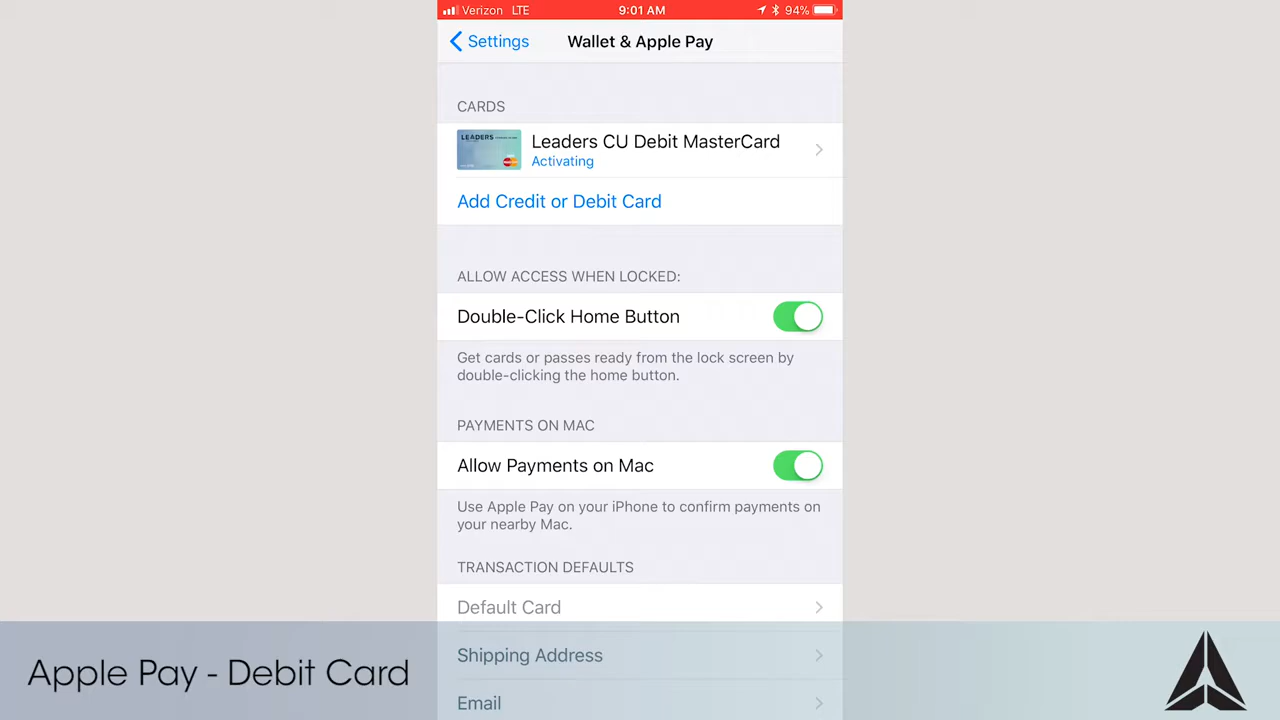 Verizon LTE 9:01 AM 94%
Settings Wallet & Apple Pay
CARDS
LEADERS
Leaders CU Debit MasterCard
Activating
Add Credit or Debit Card
ALLOW ACCESS WHEN LOCKED:
Double-Click Home Button
Get cards or passes ready from the lock screen by
double-clicking the home button.
PAYMENTS ON MAC
Allow Payments on Mac
Use Apple Pay on your iPhone to confirm payments on
your nearby Mac.
TRANSACTION DEFAULTS
Default Card
Shipping Address
Email
Apple Pay - Debit Card